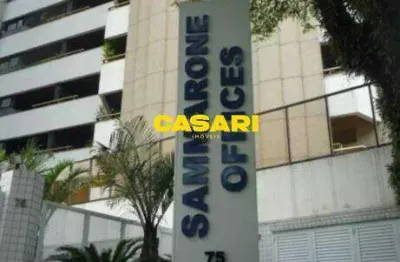 SAMMARONE
OFFICES
CASARI
IMÓVEIS
75